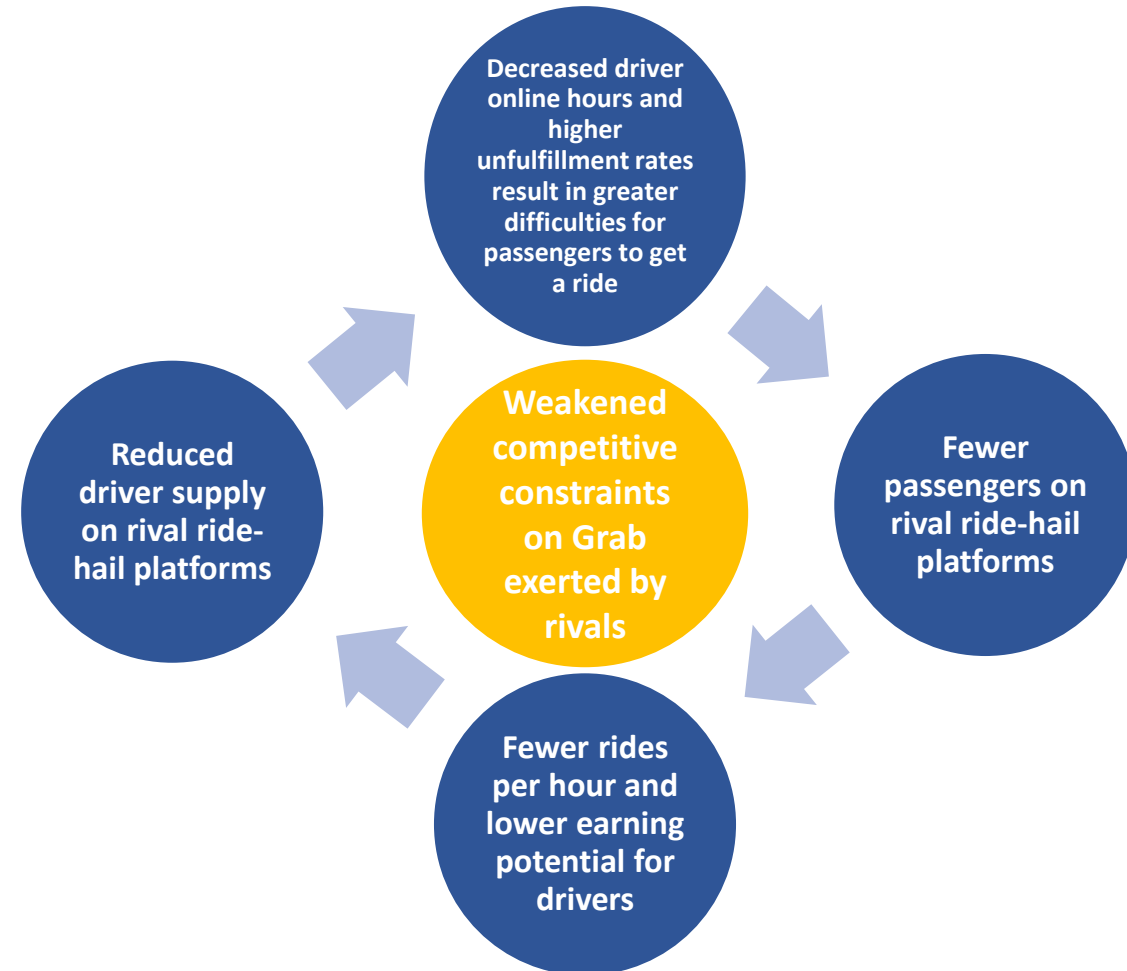 Decreased driver
online hours and
higher
unfulfillment rates
result in greater
difficulties for
passengers to get
a ride
Fewer
passengers on
rival ride-hail
platforms
Fewer rides
per hour and
lower earning
potential for
drivers
Reduced
driver supply
on rival ride-
hail platforms
Weakened
competitive
constraints
on Grab
exerted by
rivals